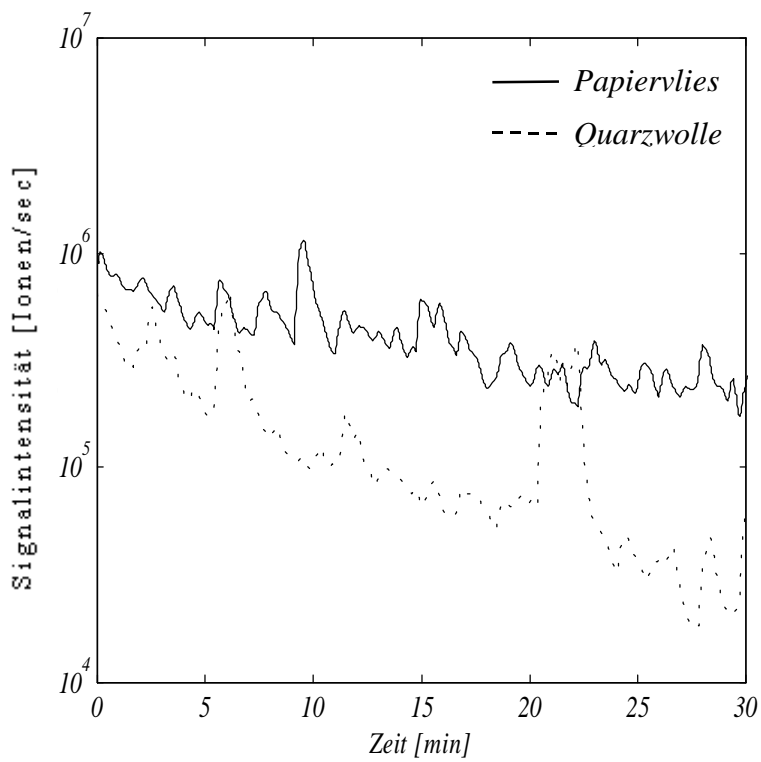 10^7
Papiervlies
Quarzwolle
10^6
10^5
10^4
Signalintensität [Ionen/sec]
0 5 10 15 20 25 30
Zeit [min]